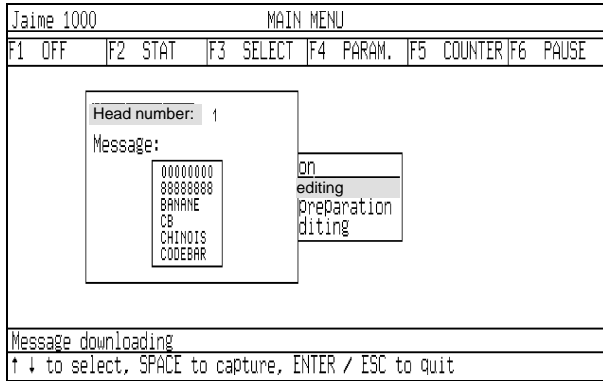 Jaime 1000 MAIN MENU
F1 OFF F2 STAT F3 SELECT F4 PARAM. F5 COUNTER F6 PAUSE
Head number: 1
Message:
00000000
88888888
BANANE
CB
CHINOIS
CODEBAR
on
editing
preparation
diting
Message downloading
↑ ↓ to select, SPACE to capture, ENTER / ESC to quit